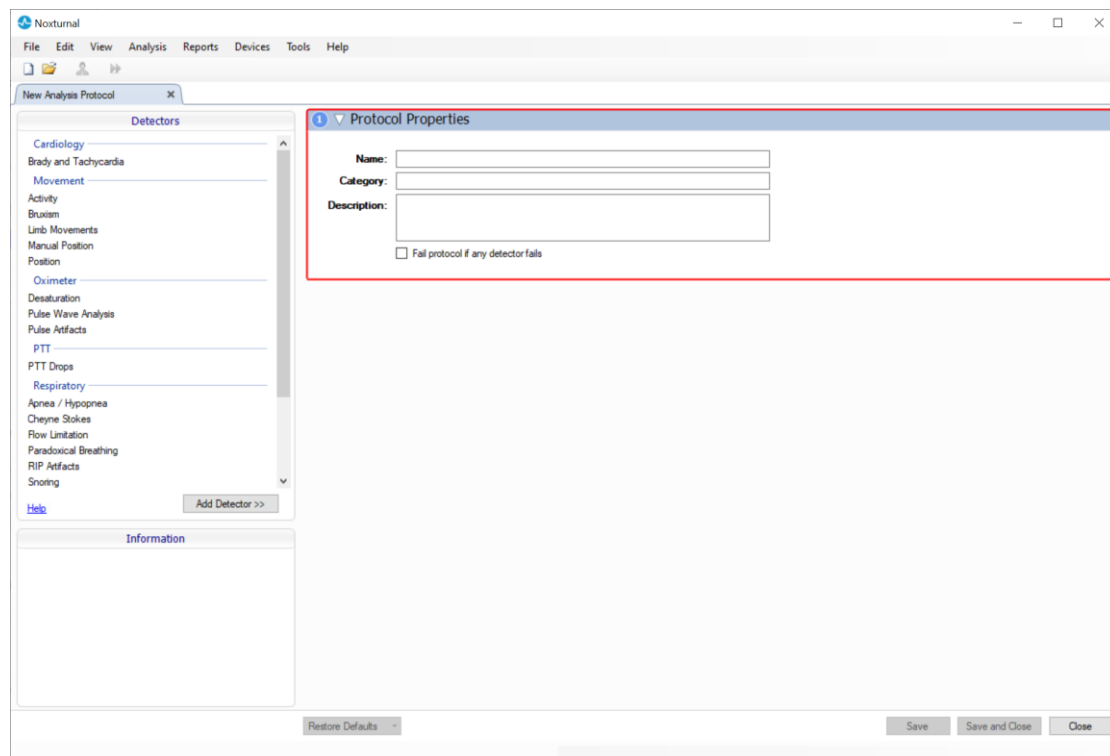 Noxturnal
File Edit View Analysis Reports Devices Tools Help
New Analysis Protocol
Detectors
Cardiology
Brady and Tachycardia
Movement
Activity
Bruxism
Limb Movements
Manual Position
Position
Oximeter
Desaturation
Pulse Wave Analysis
Pulse Artifacts
PTT
PTT Drops
Respiratory
Apnea / Hypopnea
Cheyne Stokes
Flow Limitation
Paradoxical Breathing
RIP Artifacts
Snoring
Help
Add Detector >>
Information
1 Protocol Properties
Name:
Category:
Description:
Fail protocol if any detector fails
Restore Defaults
Save
Save and Close
Close